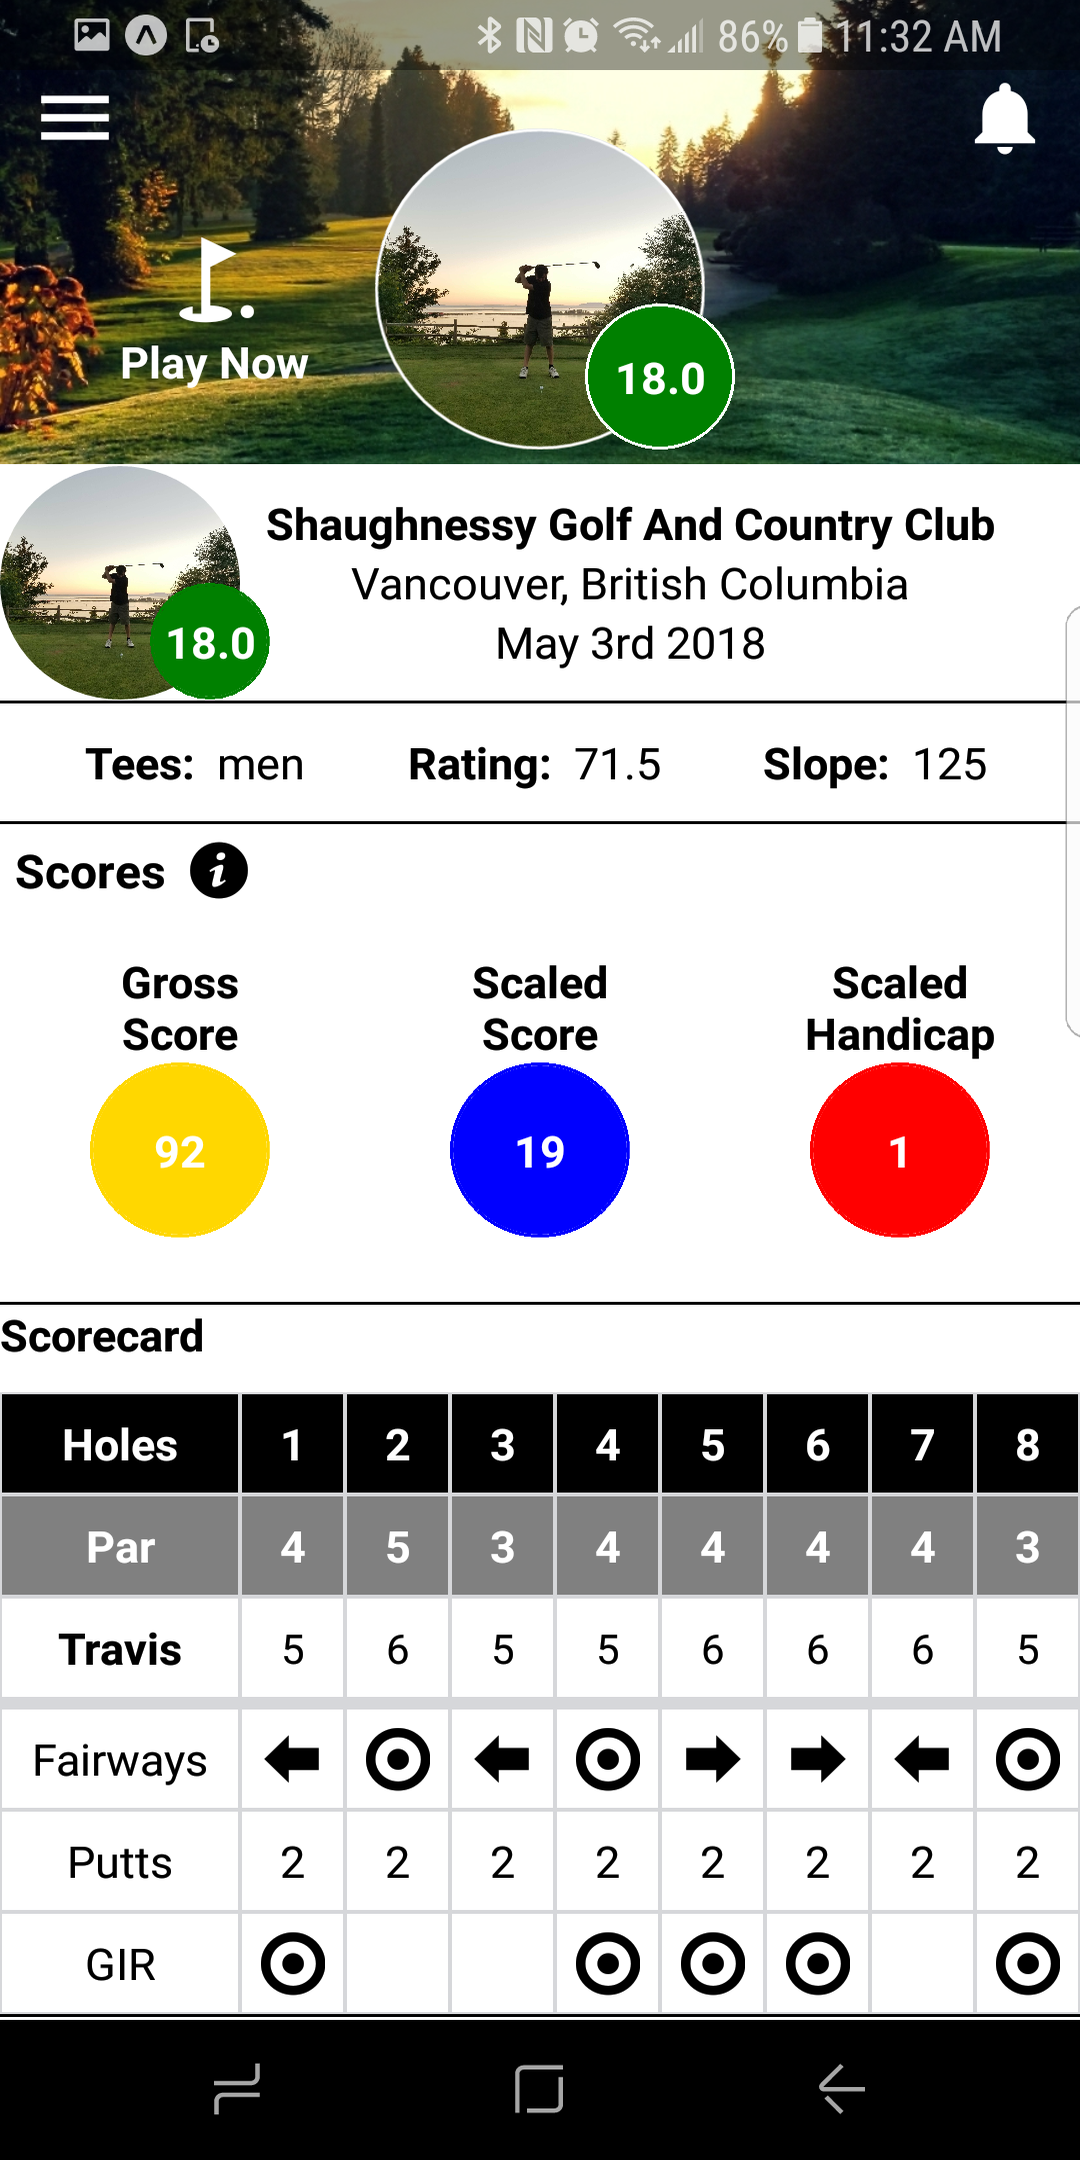 86% 11:32 AM
Play Now
18.0
Shaughnessy Golf And Country Club
Vancouver, British Columbia
May 3rd 2018
18.0
Tees: men Rating: 71.5 Slope: 125
Scores i
Gross Score
Scaled Score
Scaled Handicap
92 19 1
Scorecard
Holes 1 2 3 4 5 6 7 8
Par 4 5 3 4 4 4 4 3
Travis 5 6 5 5 6 6 6 5
Fairways
Putts 2 2 2 2 2 2 2 2
GIR